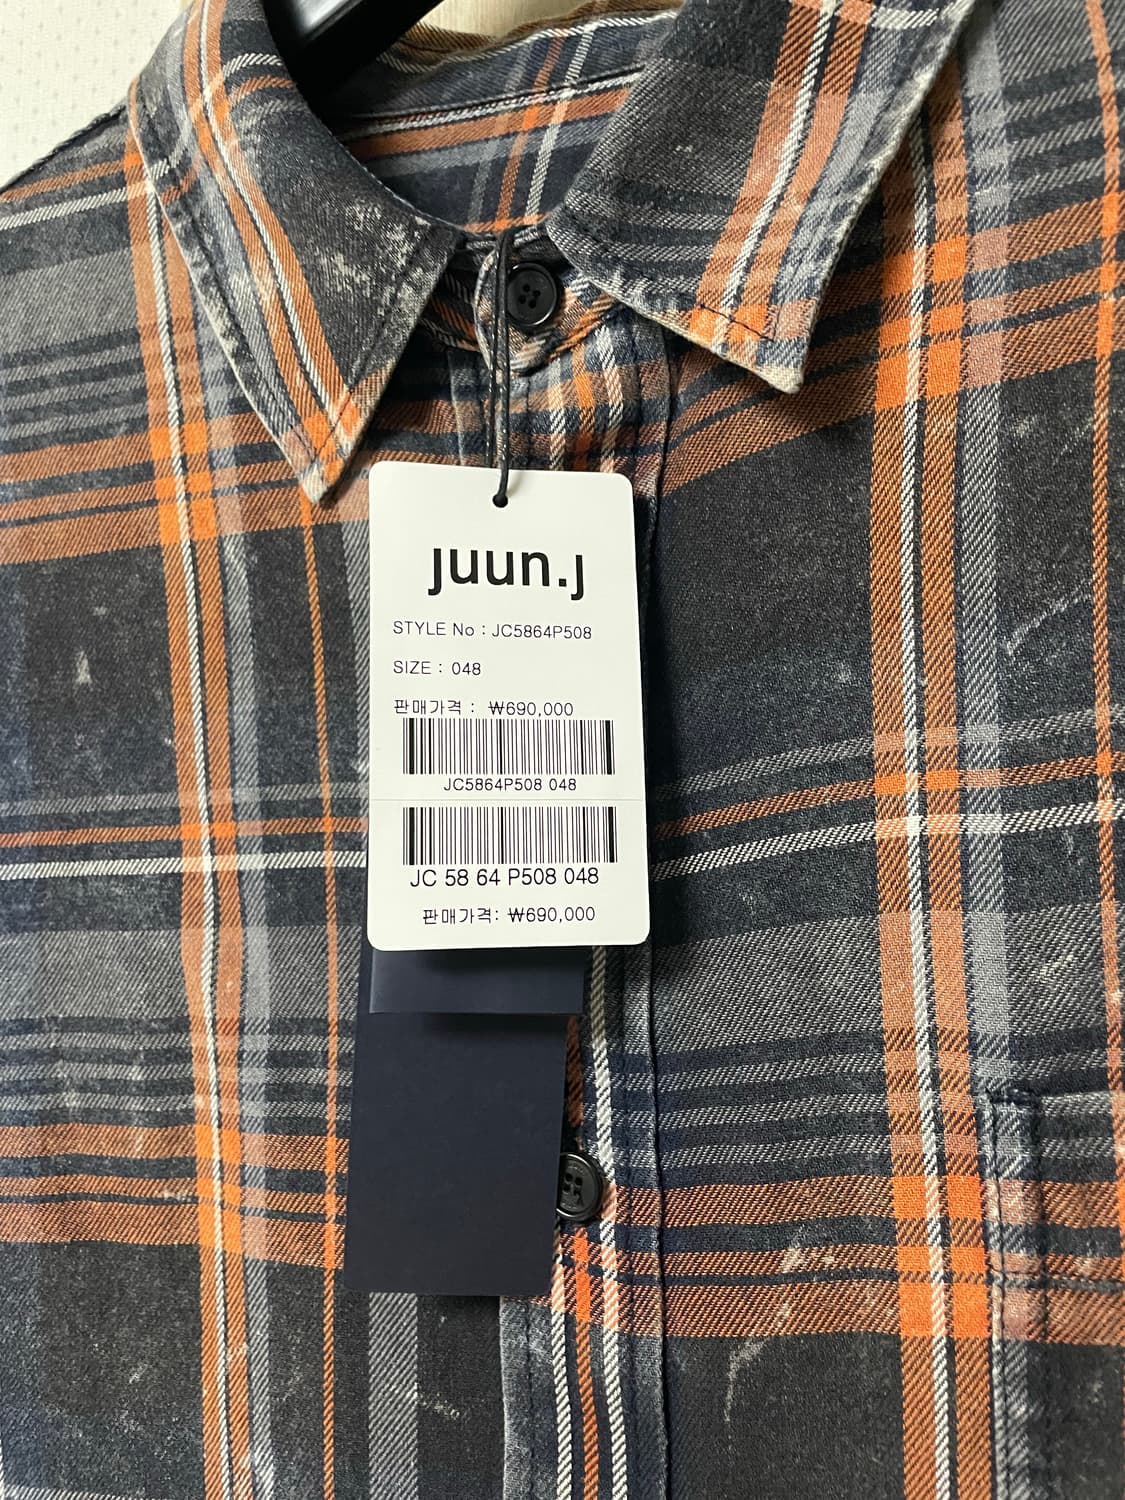 juun.j
STYLE No : JC5864P508
SIZE : 048
판매가격 : ₩690,000
JC5864P508 048
JC 58 64 P508 048
판매가격: ₩690,000